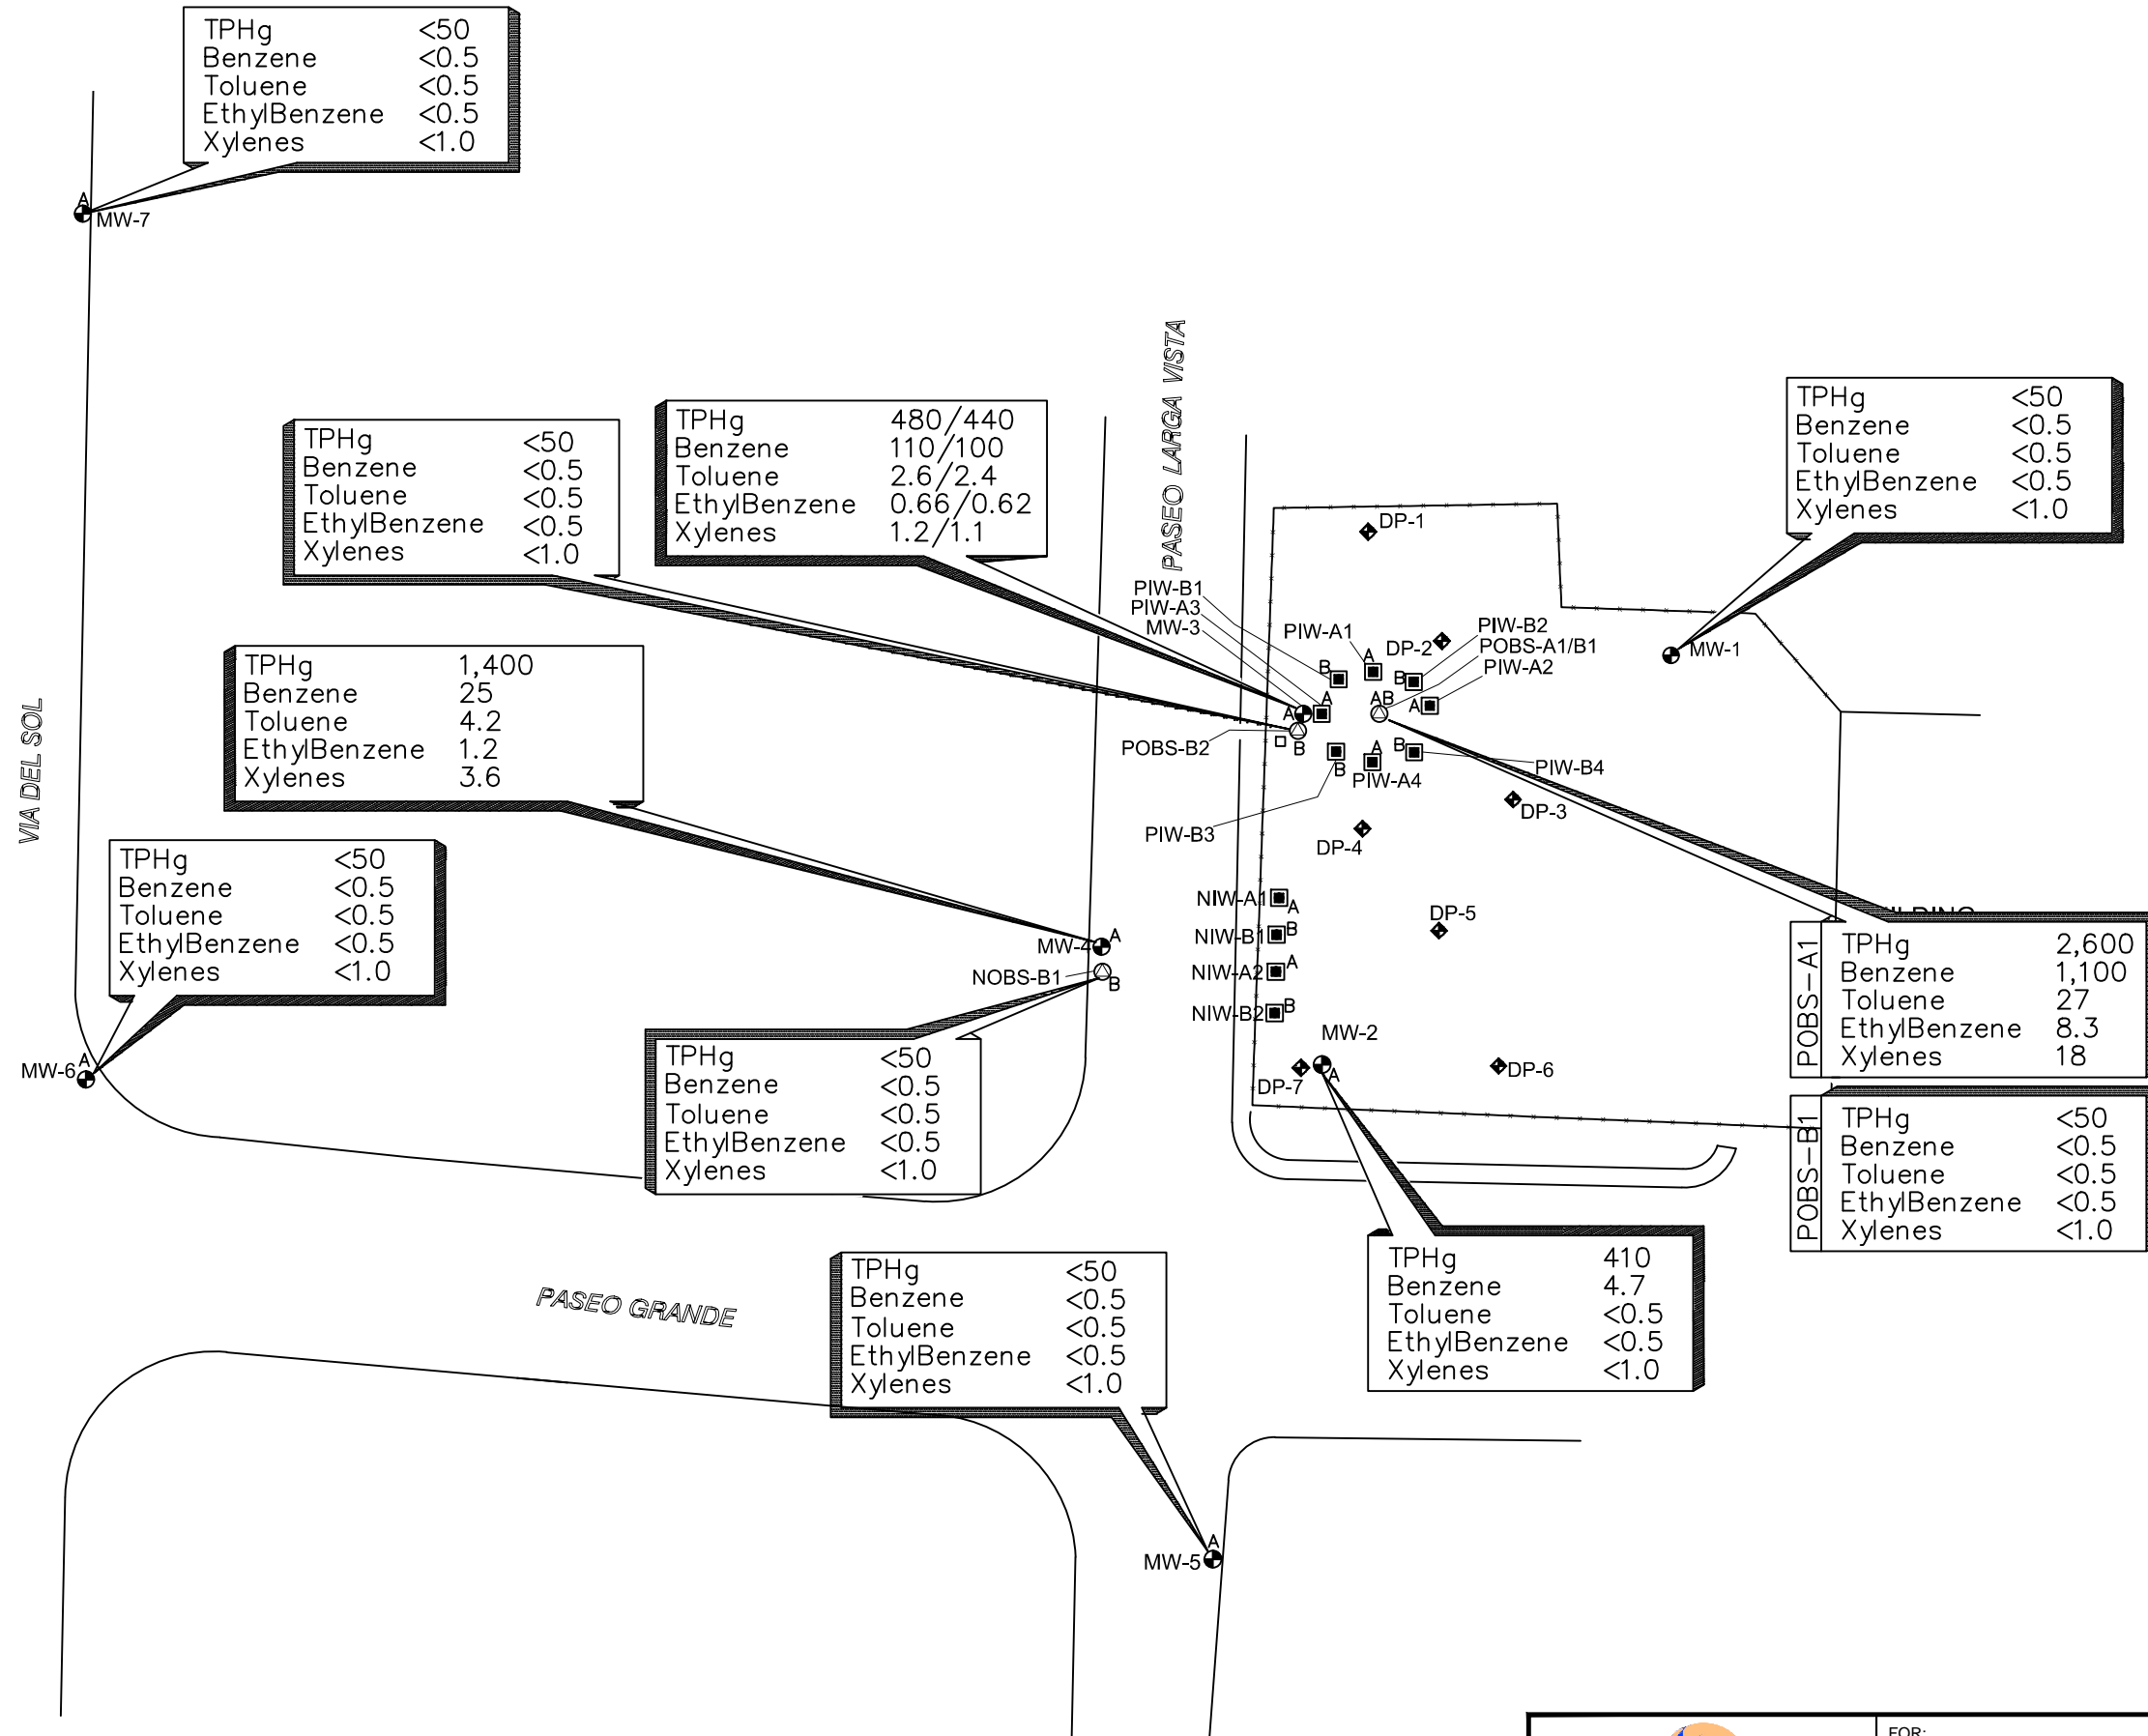 TPHg <50
Benzene <0.5
Toluene <0.5
EthylBenzene <0.5
Xylenes <1.0
A
MW-7
VIA DEL SOL
TPHg <50
Benzene <0.5
Toluene <0.5
EthylBenzene <0.5
Xylenes <1.0
TPHg 480/440
Benzene 110/100
Toluene 2.6/2.4
EthylBenzene 0.66/0.62
Xylenes 1.2/1.1
PASEO LARGA VISTA
TPHg <50
Benzene <0.5
Toluene <0.5
EthylBenzene <0.5
Xylenes <1.0
DP-1
PIW-B1
PIW-A3
MW-3
PIW-A1
DP-2
PIW-B2
POBS-A1/B1
PIW-A2
MW-1
B
A
B
A
AB
A
A
POBS-B2
B
B
A
B
PIW-A4
PIW-B4
PIW-B3
DP-3
DP-4
TPHg 1,400
Benzene 25
Toluene 4.2
EthylBenzene 1.2
Xylenes 3.6
TPHg <50
Benzene <0.5
Toluene <0.5
EthylBenzene <0.5
Xylenes <1.0
MW-6
A
MW-4
A
NOBS-B1
B
NIW-A1
A
NIW-B1
B
NIW-A2
A
NIW-B2
B
DP-5
MW-2
A
DP-7
DP-6
POBS-A1
TPHg 2,600
Benzene 1,100
Toluene 27
EthylBenzene 8.3
Xylenes 18
POBS-B1
TPHg <50
Benzene <0.5
Toluene <0.5
EthylBenzene <0.5
Xylenes <1.0
TPHg <50
Benzene <0.5
Toluene <0.5
EthylBenzene <0.5
Xylenes <1.0
PASEO GRANDE
TPHg <50
Benzene <0.5
Toluene <0.5
EthylBenzene <0.5
Xylenes <1.0
TPHg 410
Benzene 4.7
Toluene <0.5
EthylBenzene <0.5
Xylenes <1.0
MW-5
A
FOR: